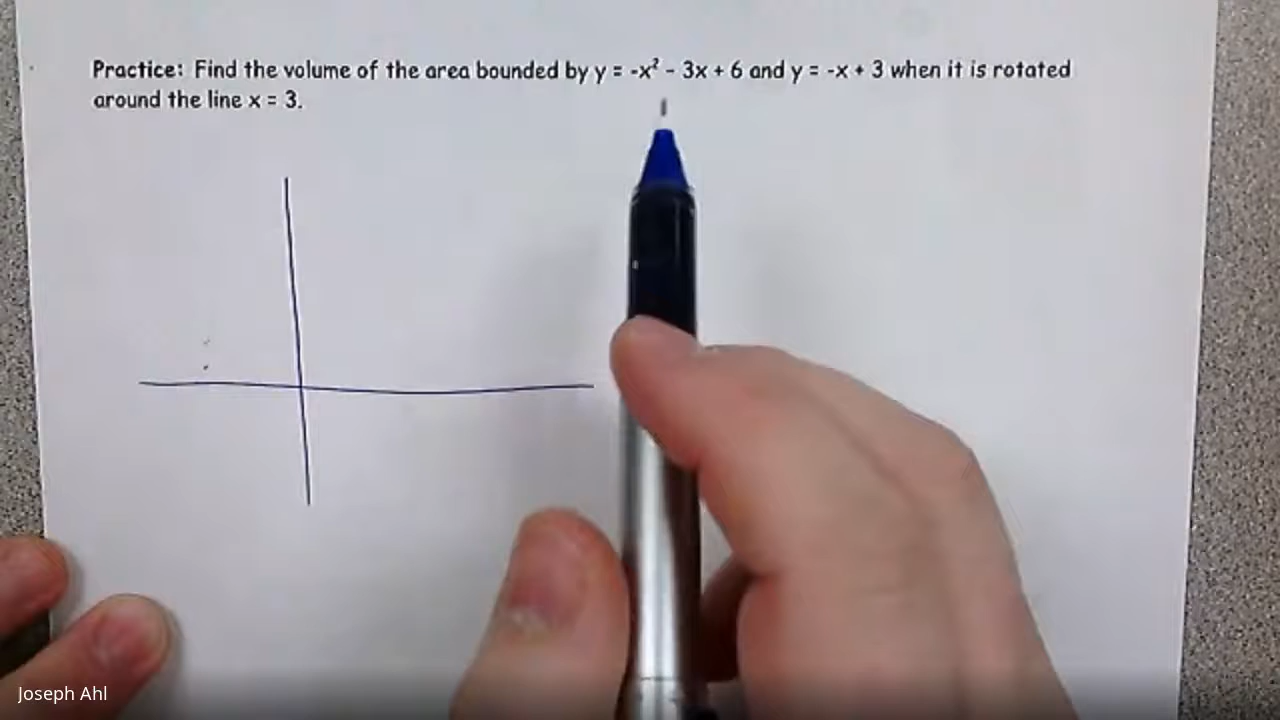 Practice: Find the volume of the area bounded by y = -x² - 3x + 6 and y = -x + 3 when it is rotated
around the line x = 3.
Joseph Ahl